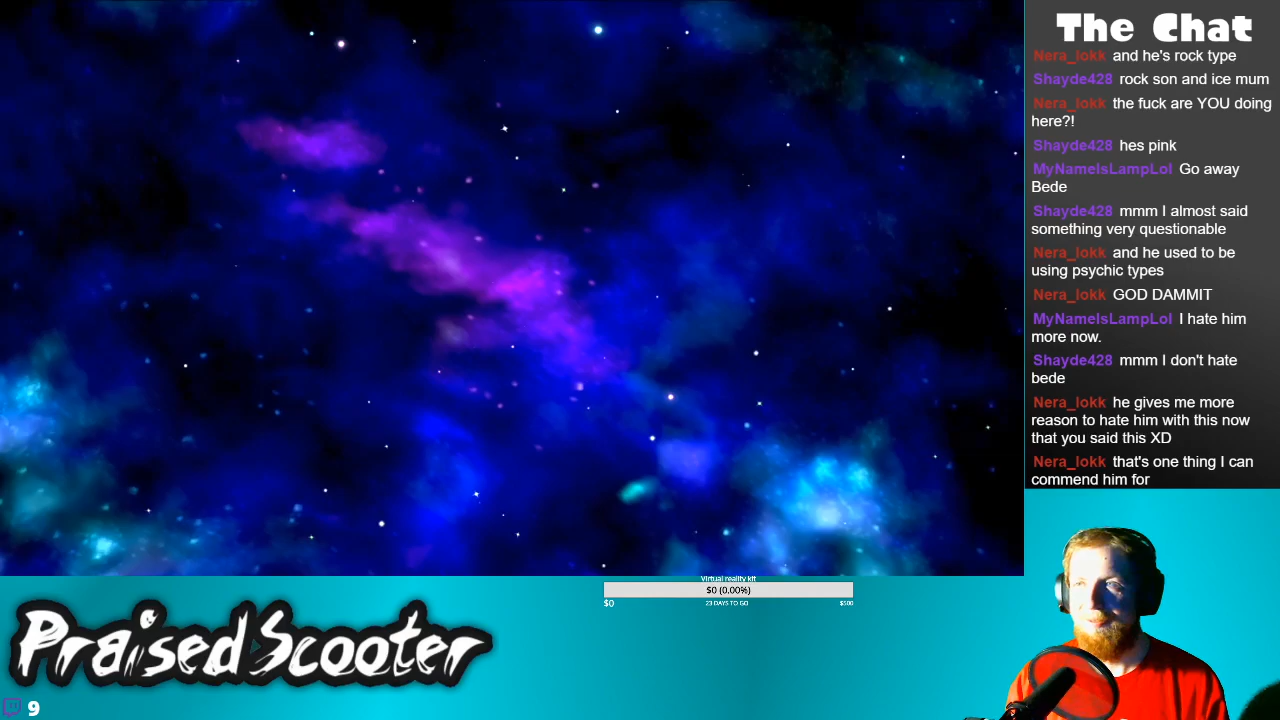 The Chat
Nera_lokk and he's rock type
Shayde428 rock son and ice mum
Nera_lokk the fuck are YOU doing
here?!
Shayde428 hes pink
MyNameIsLampLol Go away
Bede
Shayde428 mmm I almost said
something very questionable
Nera_lokk and he used to be
using psychic types
Nera_lokk GOD DAMMIT
MyNameIsLampLol I hate him
more now.
Shayde428 mmm I don't hate
bede
Nera_lokk he gives me more
reason to hate him with this now
that you said this XD
Nera_lokk that's one thing I can
commend him for
Virtual reality kit
$0 (0.00%)
$0 23 DAYS TO GO $500
Praised Scooter
9